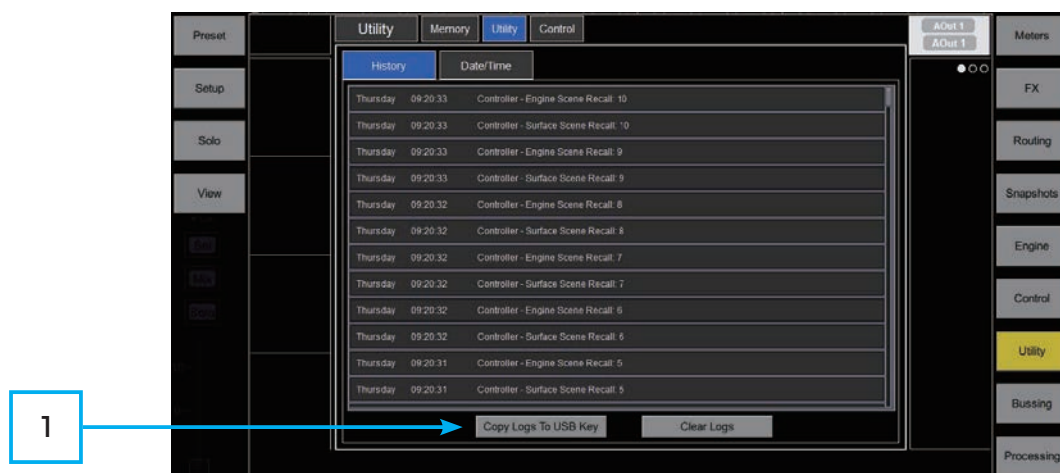 Preset
Setup
Solo
View
Utility Memory Utility Control
History Date/Time
Thursday 09:20:33 Controller - Engine Scene Recall: 10
Thursday 09:20:33 Controller - Surface Scene Recall: 10
Thursday 09:20:33 Controller - Engine Scene Recall: 9
Thursday 09:20:33 Controller - Surface Scene Recall: 9
Thursday 09:20:32 Controller - Engine Scene Recall: 8
Thursday 09:20:32 Controller - Surface Scene Recall: 8
Thursday 09:20:32 Controller - Engine Scene Recall: 7
Thursday 09:20:32 Controller - Surface Scene Recall: 7
Thursday 09:20:32 Controller - Engine Scene Recall: 6
Thursday 09:20:32 Controller - Surface Scene Recall: 6
Thursday 09:20:31 Controller - Engine Scene Recall: 5
Thursday 09:20:31 Controller - Surface Scene Recall: 5
Copy Logs To USB Key Clear Logs
AOut 1
AOut 1
Meters
FX
Routing
Snapshots
Engine
Control
Utility
Bussing
Processing
1